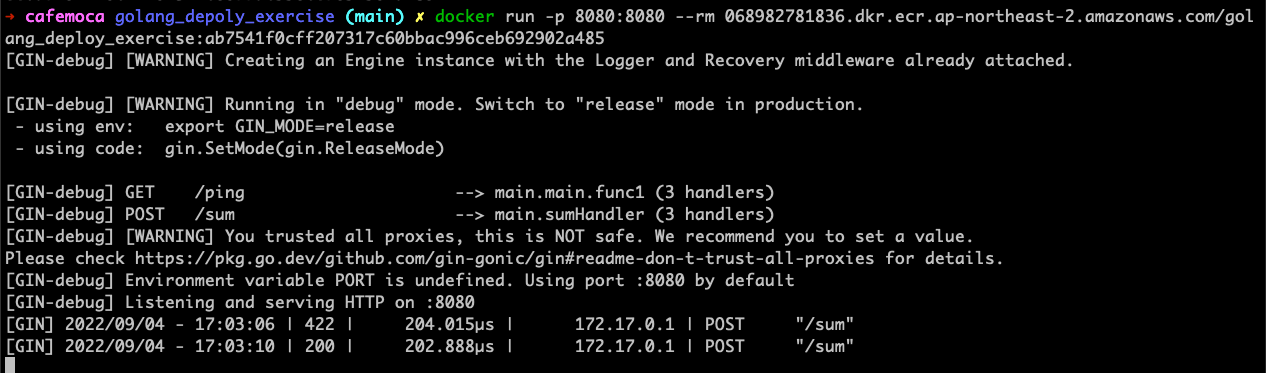 → cafemoca golang_depoly_exercise (main) ✗ docker run -p 8080:8080 --rm 068982781836.dkr.ecr.ap-northeast-2.amazonaws.com/gol
ang_deploy_exercise:ab7541f0cff207317c60bbac996ceb692902a485
[GIN-debug] [WARNING] Creating an Engine instance with the Logger and Recovery middleware already attached.
[GIN-debug] [WARNING] Running in "debug" mode. Switch to "release" mode in production.
 - using env:   export GIN_MODE=release
 - using code:  gin.SetMode(gin.ReleaseMode)
[GIN-debug] GET    /ping                     --> main.main.func1 (3 handlers)
[GIN-debug] POST   /sum                      --> main.sumHandler (3 handlers)
[GIN-debug] [WARNING] You trusted all proxies, this is NOT safe. We recommend you to set a value.
Please check https://pkg.go.dev/github.com/gin-gonic/gin#readme-don-t-trust-all-proxies for details.
[GIN-debug] Environment variable PORT is undefined. Using port :8080 by default
[GIN-debug] Listening and serving HTTP on :8080
[GIN] 2022/09/04 - 17:03:06 | 422 |     204.015µs |      172.17.0.1 | POST     "/sum"
[GIN] 2022/09/04 - 17:03:10 | 200 |     202.888µs |      172.17.0.1 | POST     "/sum"